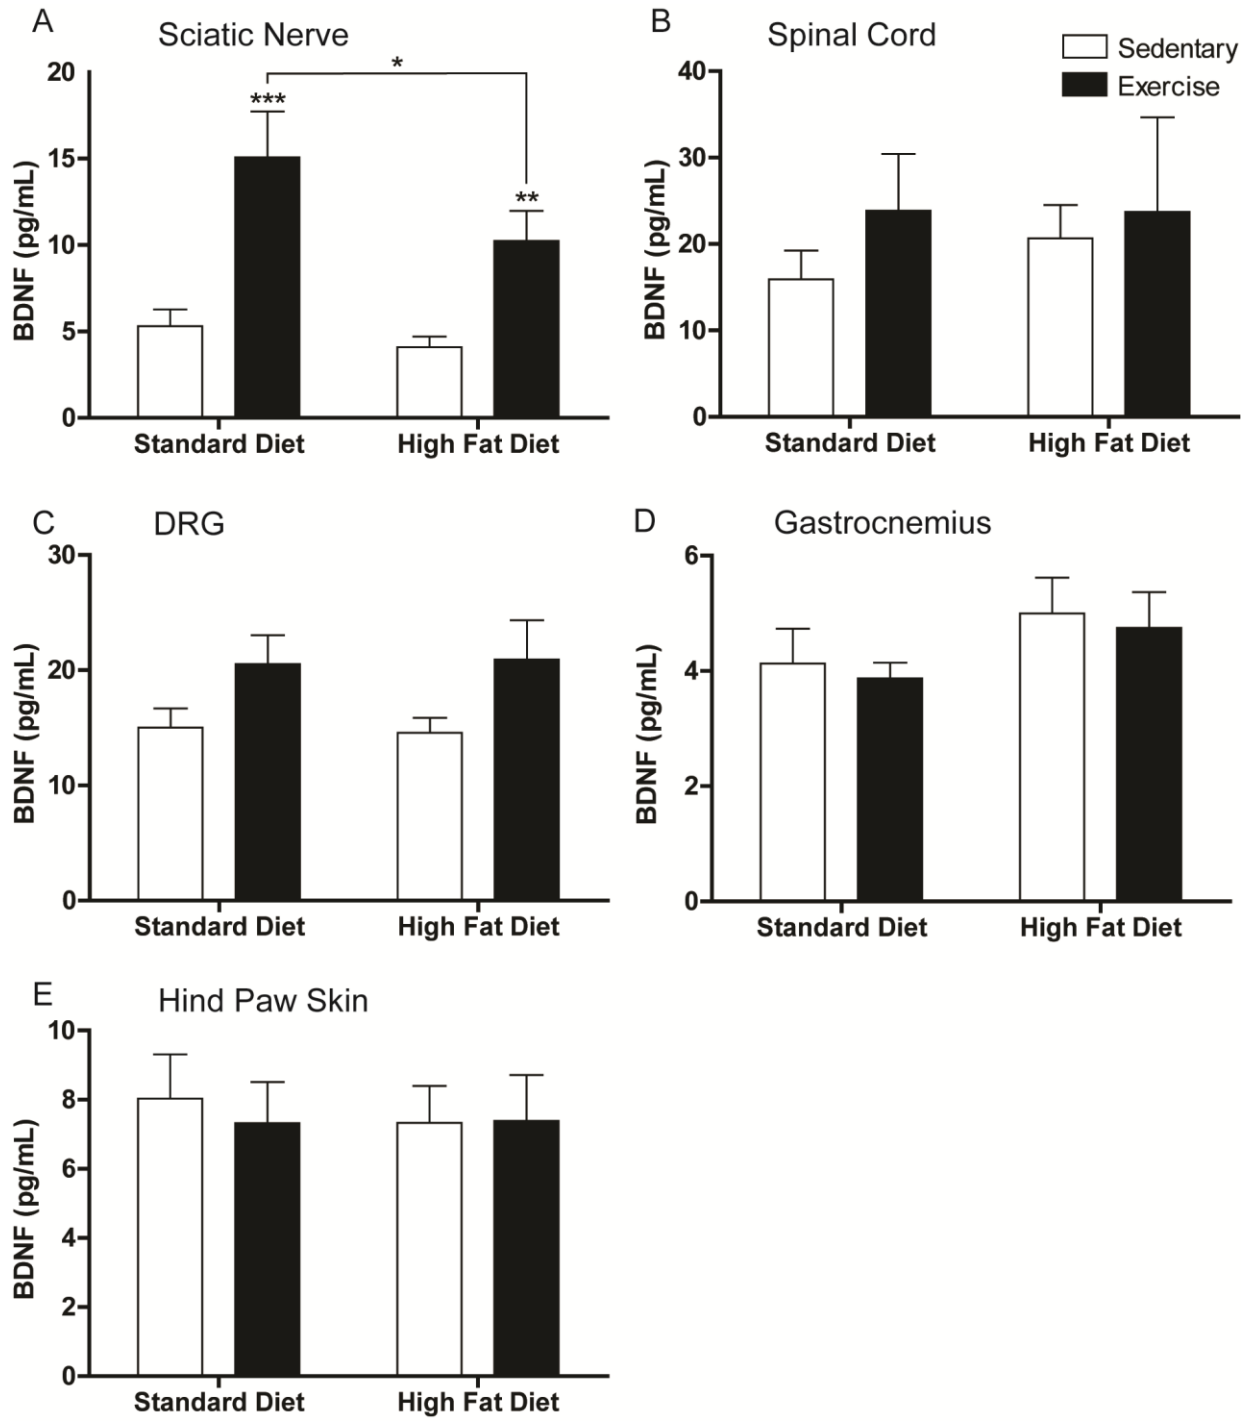 A
Sciatic Nerve
BDNF (pg/mL)
20
15
10
5
0
*
***
**
Standard Diet
High Fat Diet
B
Spinal Cord
Sedentary
Exercise
BDNF (pg/mL)
40
30
20
10
0
Standard Diet
High Fat Diet
C
DRG
BDNF (pg/mL)
30
20
10
0
Standard Diet
High Fat Diet
D
Gastrocnemius
BDNF (pg/mL)
6
4
2
0
Standard Diet
High Fat Diet
E
Hind Paw Skin
BDNF (pg/mL)
10
8
6
4
2
0
Standard Diet
High Fat Diet